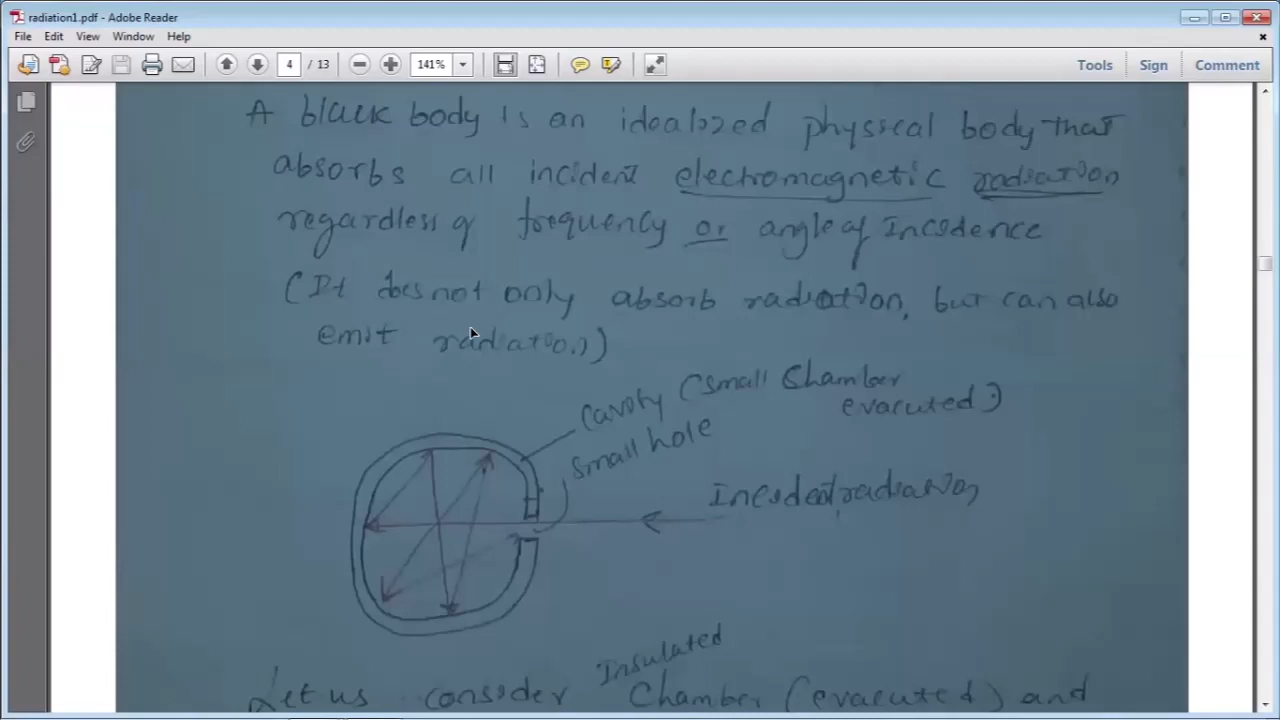 radiation1.pdf - Adobe Reader
File Edit View Window Help
4 / 13 141% Tools Sign Comment
A black body is an idealized physical body that
absorbs all incident electromagnetic radiation
regardless of frequency or angle of Incidence
(It does not only absorb radiation, but can also
emit radiation)
Cavity (small Chamber
evacuted)
small hole
Incident radiation
Insulated
Let us consider Chamber (evacuted) and